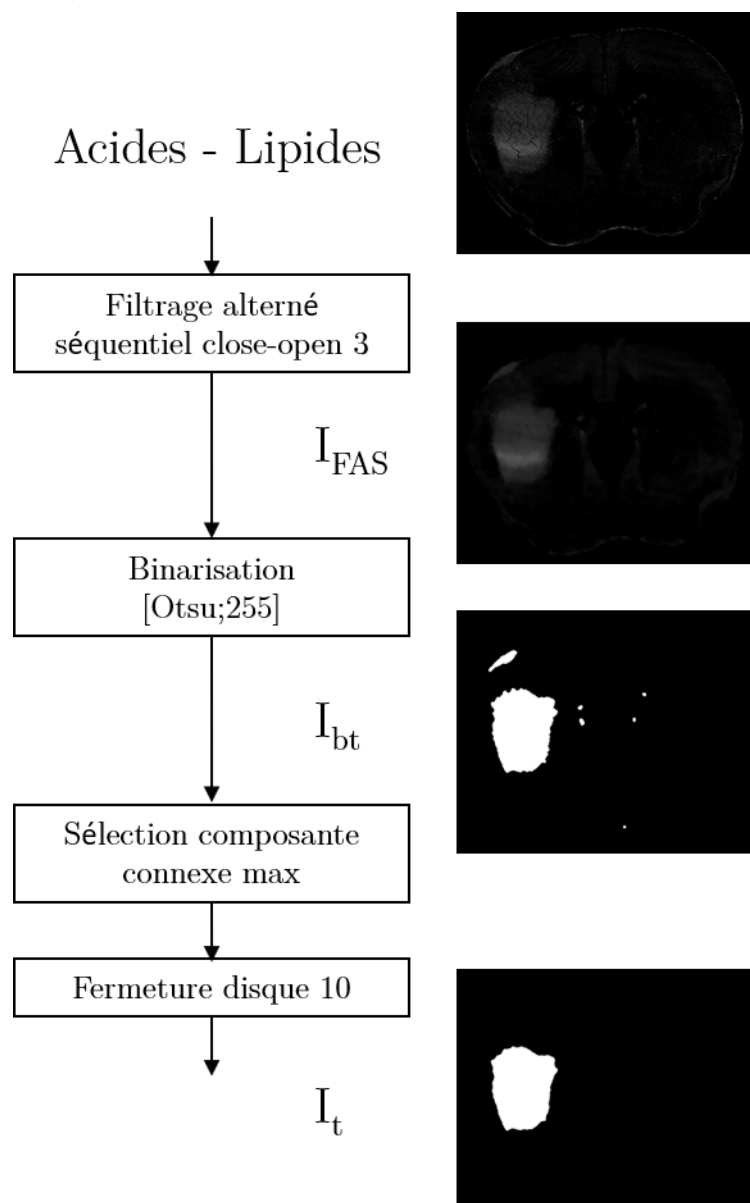 Acides - Lipides
Filtrage alterné
séquentiel close-open 3
I_FAS
Binarisation
[Otsu;255]
I_bt
Sélection composante
connexe max
Fermeture disque 10
I_t